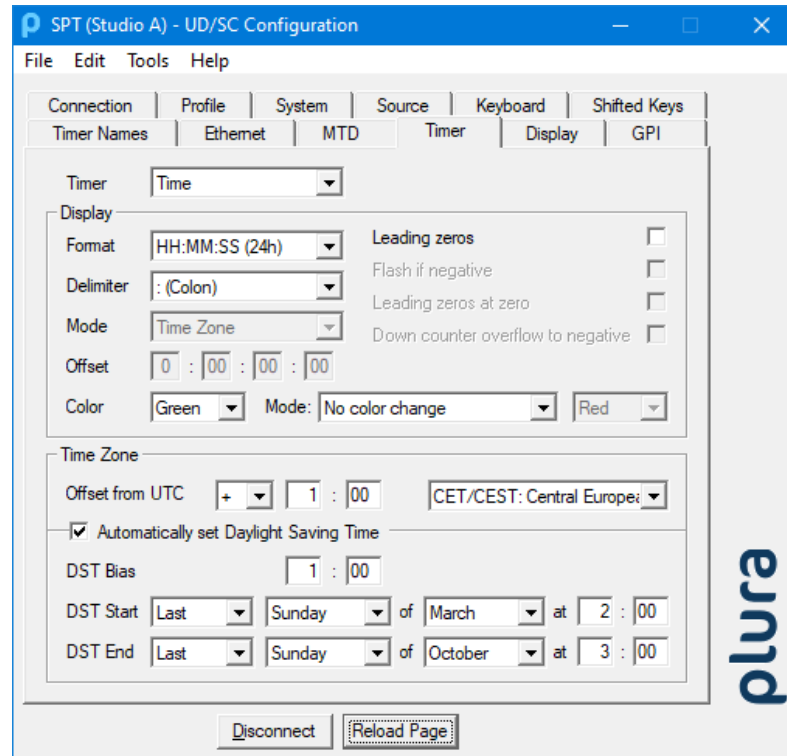 SPT (Studio A) - UD/SC Configuration
File Edit Tools Help
Connection Profile System Source Keyboard Shifted Keys
Timer Names Ethernet MTD Timer Display GPI
Timer Time
Display
Format HH:MM:SS (24h) Leading zeros
Flash if negative
Delimiter : (Colon)
Leading zeros at zero
Mode Time Zone Down counter overflow to negative
Offset 0 : 00 : 00 : 00
Color Green Mode: No color change Red
Time Zone
Offset from UTC + 1 : 00 CET/CEST: Central Europea
Automatically set Daylight Saving Time
DST Bias 1 : 00
DST Start Last Sunday of March at 2 : 00
DST End Last Sunday of October at 3 : 00
plura
Disconnect Reload Page